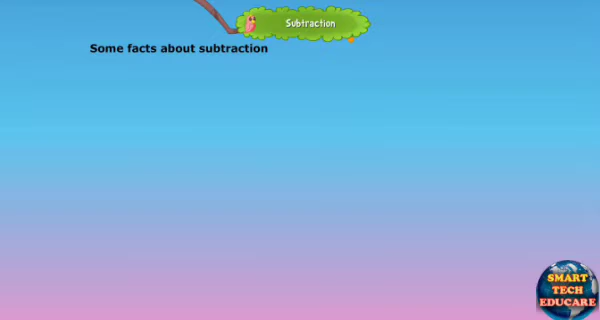 Subtraction
Some facts about subtraction
SMART
TECH
EDUCARE